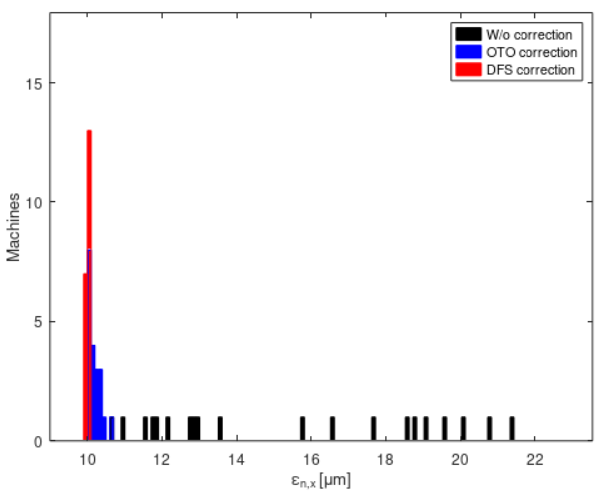 W/o correction
OTO correction
DFS correction
Machines
15
10
5
0
10 12 14 16 18 20 22
εn,x [μm]